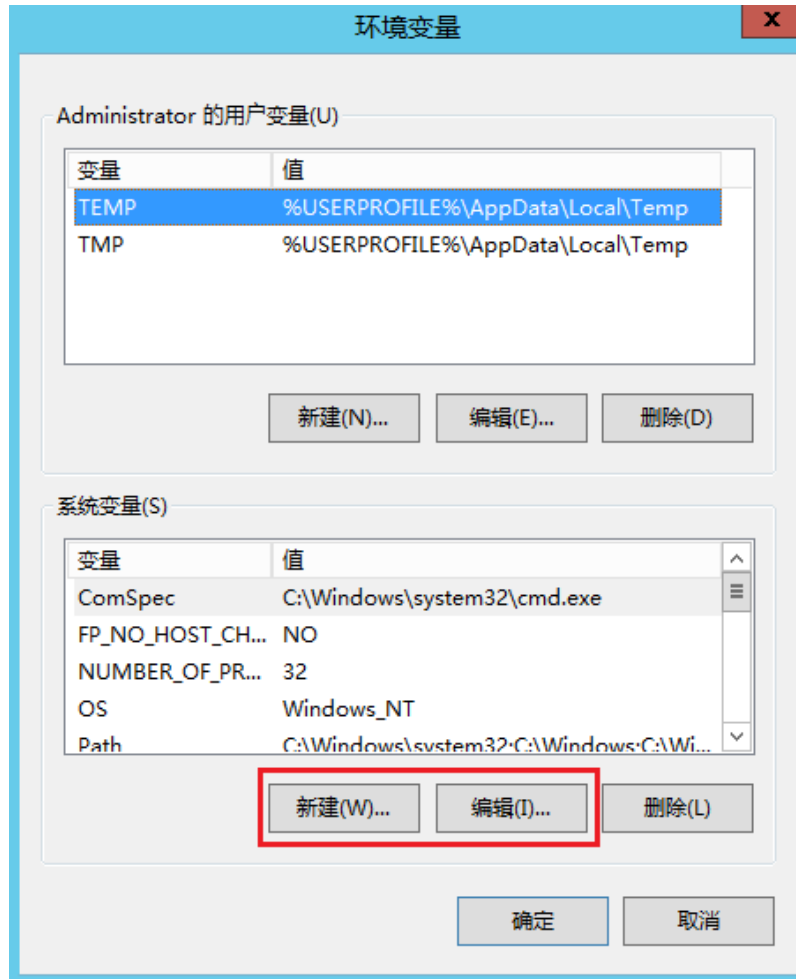 环境变量
x
Administrator 的用户变量(U)
变量 值
TEMP %USERPROFILE%\AppData\Local\Temp
TMP %USERPROFILE%\AppData\Local\Temp
新建(N)... 编辑(E)... 删除(D)
系统变量(S)
变量 值
ComSpec C:\Windows\system32\cmd.exe
FP_NO_HOST_CH... NO
NUMBER_OF_PR... 32
OS Windows_NT
Path C:\Windows\system32;C:\Windows;C:\Wi...
新建(W)... 编辑(I)... 删除(L)
确定 取消